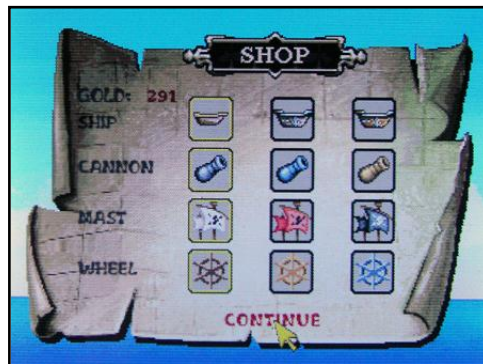 SHOP
GOLD: 291
SHIP
CANNON
MAST
WHEEL
CONTINUE